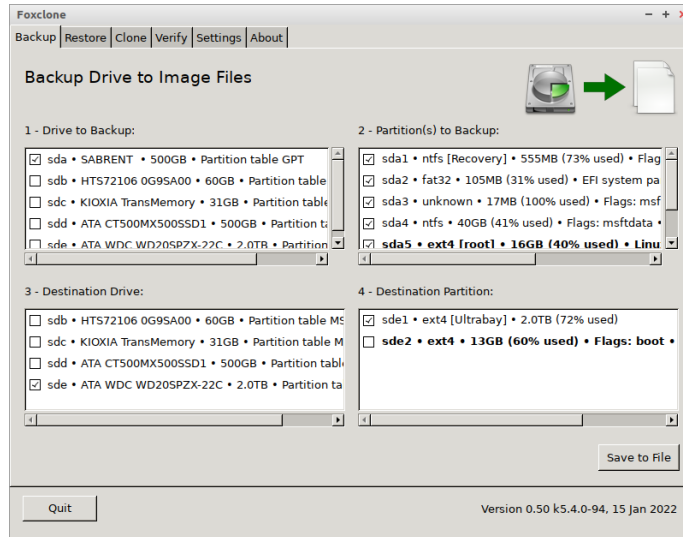 Foxclone
Backup Restore Clone Verify Settings About
Backup Drive to Image Files
1 - Drive to Backup:
sda • SABRENT • 500GB • Partition table GPT
sdb • HTS72106 0G9SA00 • 60GB • Partition table
sdc • KIOXIA TransMemory • 31GB • Partition table
sdd • ATA CT500MX500SSD1 • 500GB • Partition ta
sde • ATA WDC WD20SPZX-22C • 2.0TB • Partition
2 - Partition(s) to Backup:
sda1 • ntfs [Recovery] • 555MB (73% used) • Flag
sda2 • fat32 • 105MB (31% used) • EFI system pa
sda3 • unknown • 17MB (100% used) • Flags: msf
sda4 • ntfs • 40GB (41% used) • Flags: msftdata •
sda5 • ext4 [root] • 16GB (40% used) • Linu
3 - Destination Drive:
sdb • HTS72106 0G9SA00 • 60GB • Partition table MS
sdc • KIOXIA TransMemory • 31GB • Partition table M
sdd • ATA CT500MX500SSD1 • 500GB • Partition tabl
sde • ATA WDC WD20SPZX-22C • 2.0TB • Partition ta
4 - Destination Partition:
sde1 • ext4 [Ultrabay] • 2.0TB (72% used)
sde2 • ext4 • 13GB (60% used) • Flags: boot •
Save to File
Quit
Version 0.50 k5.4.0-94, 15 Jan 2022